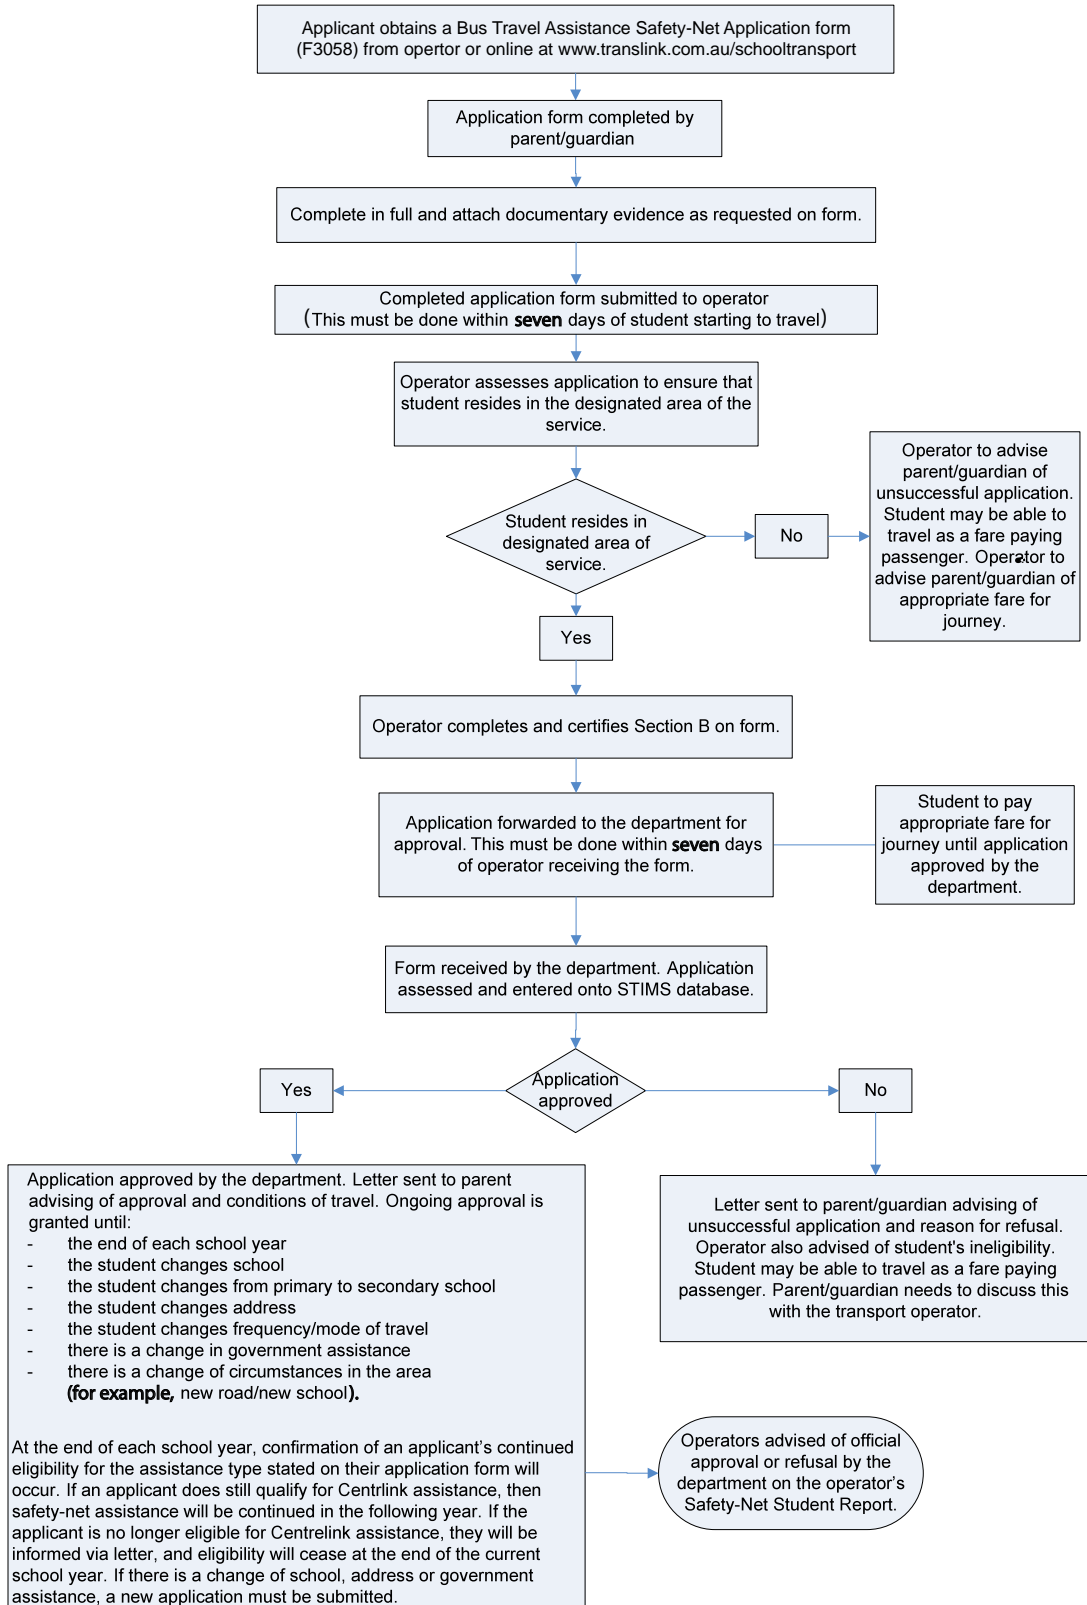 Applicant obtains a Bus Travel Assistance Safety-Net Application form
(F3058) from opertor or online at www.translink.com.au/schooltransport
Application form completed by
parent/guardian
Complete in full and attach documentary evidence as requested on form.
Completed application form submitted to operator
(This must be done within seven days of student starting to travel)
Operator assesses application to ensure that
student resides in the designated area of the
service.
Student resides in
designated area of
service.
No
Operator to advise
parent/guardian of
unsuccessful application.
Student may be able to
travel as a fare paying
passenger. Operator to
advise parent/guardian of
appropriate fare for
journey.
Yes
Operator completes and certifies Section B on form.
Application forwarded to the department for
approval. This must be done within seven days
of operator receiving the form.
Student to pay
appropriate fare for
journey until application
approved by the
department.
Form received by the department. Application
assessed and entered onto STIMS database.
Application
approved
Yes
No
Application approved by the department. Letter sent to parent
advising of approval and conditions of travel. Ongoing approval is
granted until:
- the end of each school year
- the student changes school
- the student changes from primary to secondary school
- the student changes address
- the student changes frequency/mode of travel
- there is a change in government assistance
- there is a change of circumstances in the area
(for example, new road/new school).
At the end of each school year, confirmation of an applicant's continued
eligibility for the assistance type stated on their application form will
occur. If an applicant does still qualify for Centrlink assistance, then
safety-net assistance will be continued in the following year. If the
applicant is no longer eligible for Centrelink assistance, they will be
informed via letter, and eligibility will cease at the end of the current
school year. If there is a change of school, address or government
assistance, a new application must be submitted.
Letter sent to parent/guardian advising of
unsuccessful application and reason for refusal.
Operator also advised of student's ineligibility.
Student may be able to travel as a fare paying
passenger. Parent/guardian needs to discuss this
with the transport operator.
Operators advised of official
approval or refusal by the
department on the operator's
Safety-Net Student Report.